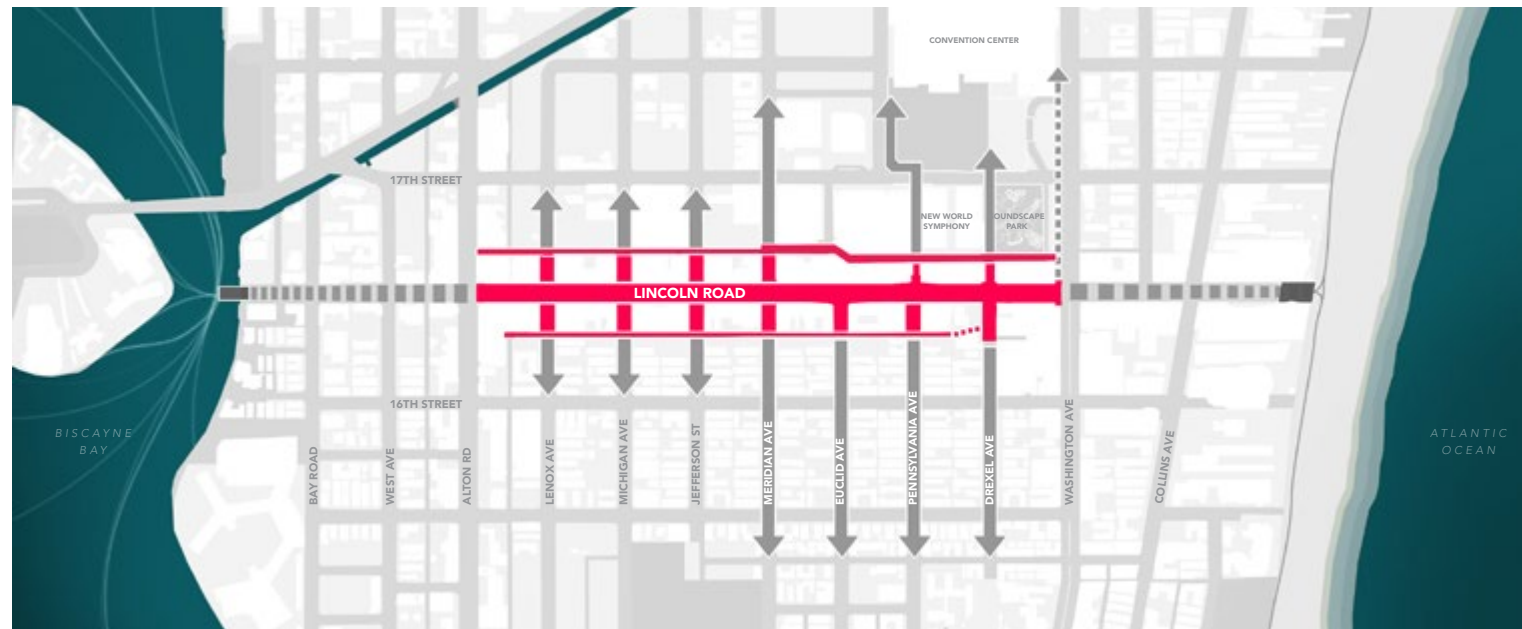 CONVENTION CENTER
17TH STREET
NEW WORLD
SYMPHONY
OUNDSCAPE
PARK
LINCOLN ROAD
16TH STREET
BISCAYNE
BAY
ATLANTIC
OCEAN
BAY ROAD
WEST AVE
ALTON RD
LENOX AVE
MICHIGAN AVE
JEFFERSON ST
MERIDIAN AVE
EUCLID AVE
PENNSYLVANIA AVE
DREXEL AVE
WASHINGTON AVE
COLLINS AVE